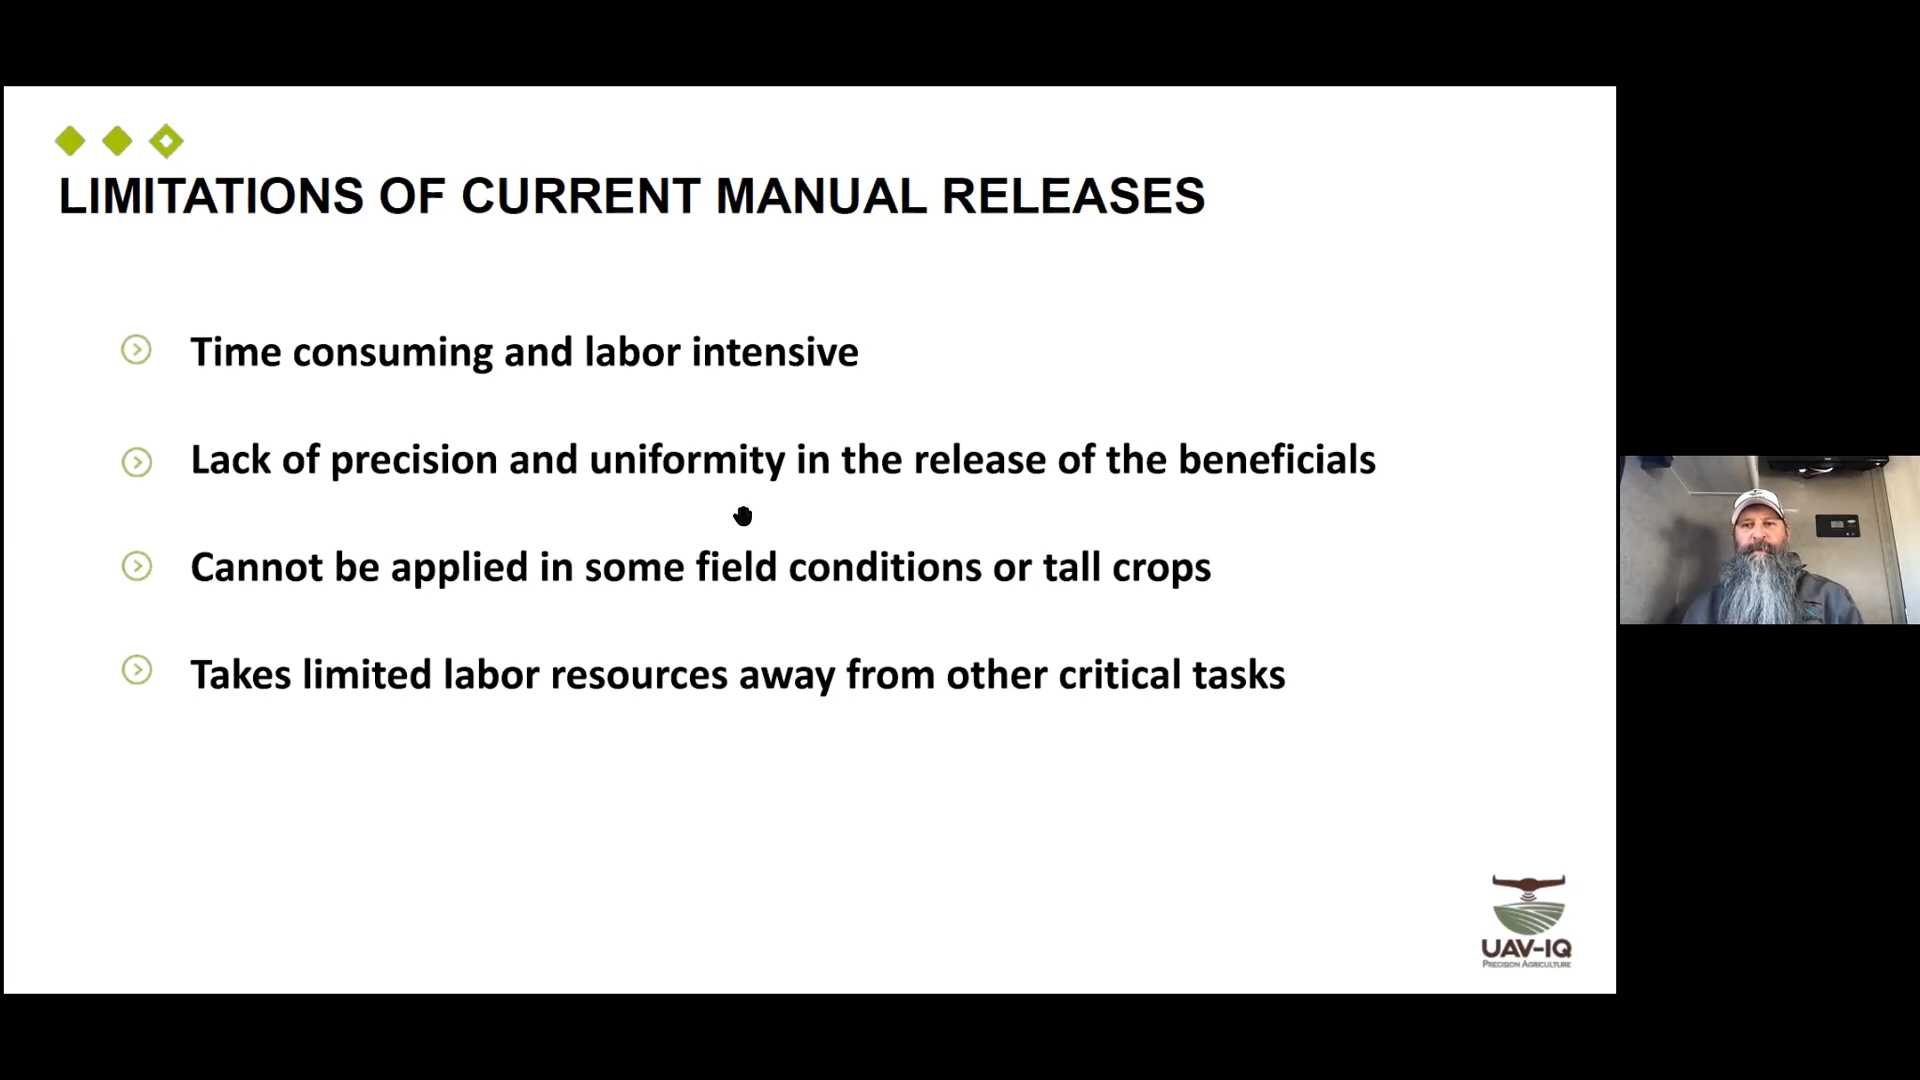 LIMITATIONS OF CURRENT MANUAL RELEASES
Time consuming and labor intensive
Lack of precision and uniformity in the release of the beneficials
Cannot be applied in some field conditions or tall crops
Takes limited labor resources away from other critical tasks
UAV-IQ
PRECISION AGRICULTURE